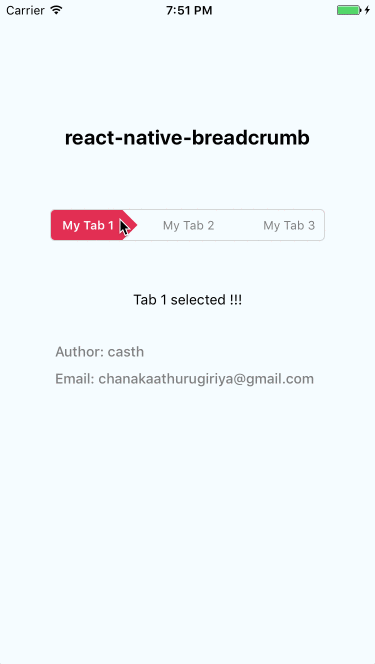 Carrier 7:51 PM
react-native-breadcrumb
My Tab 1 My Tab 2 My Tab 3
Tab 1 selected !!!
Author: casth
Email: chanakaathurugiriya@gmail.com